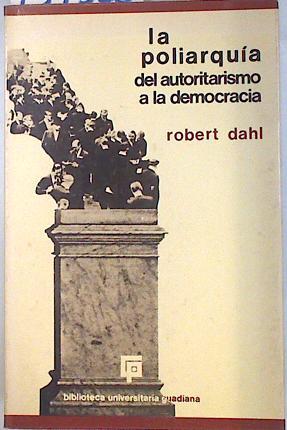 la
poliarquía
del autoritarismo
a la democracia
robert dahl
biblioteca universitaria guadiana